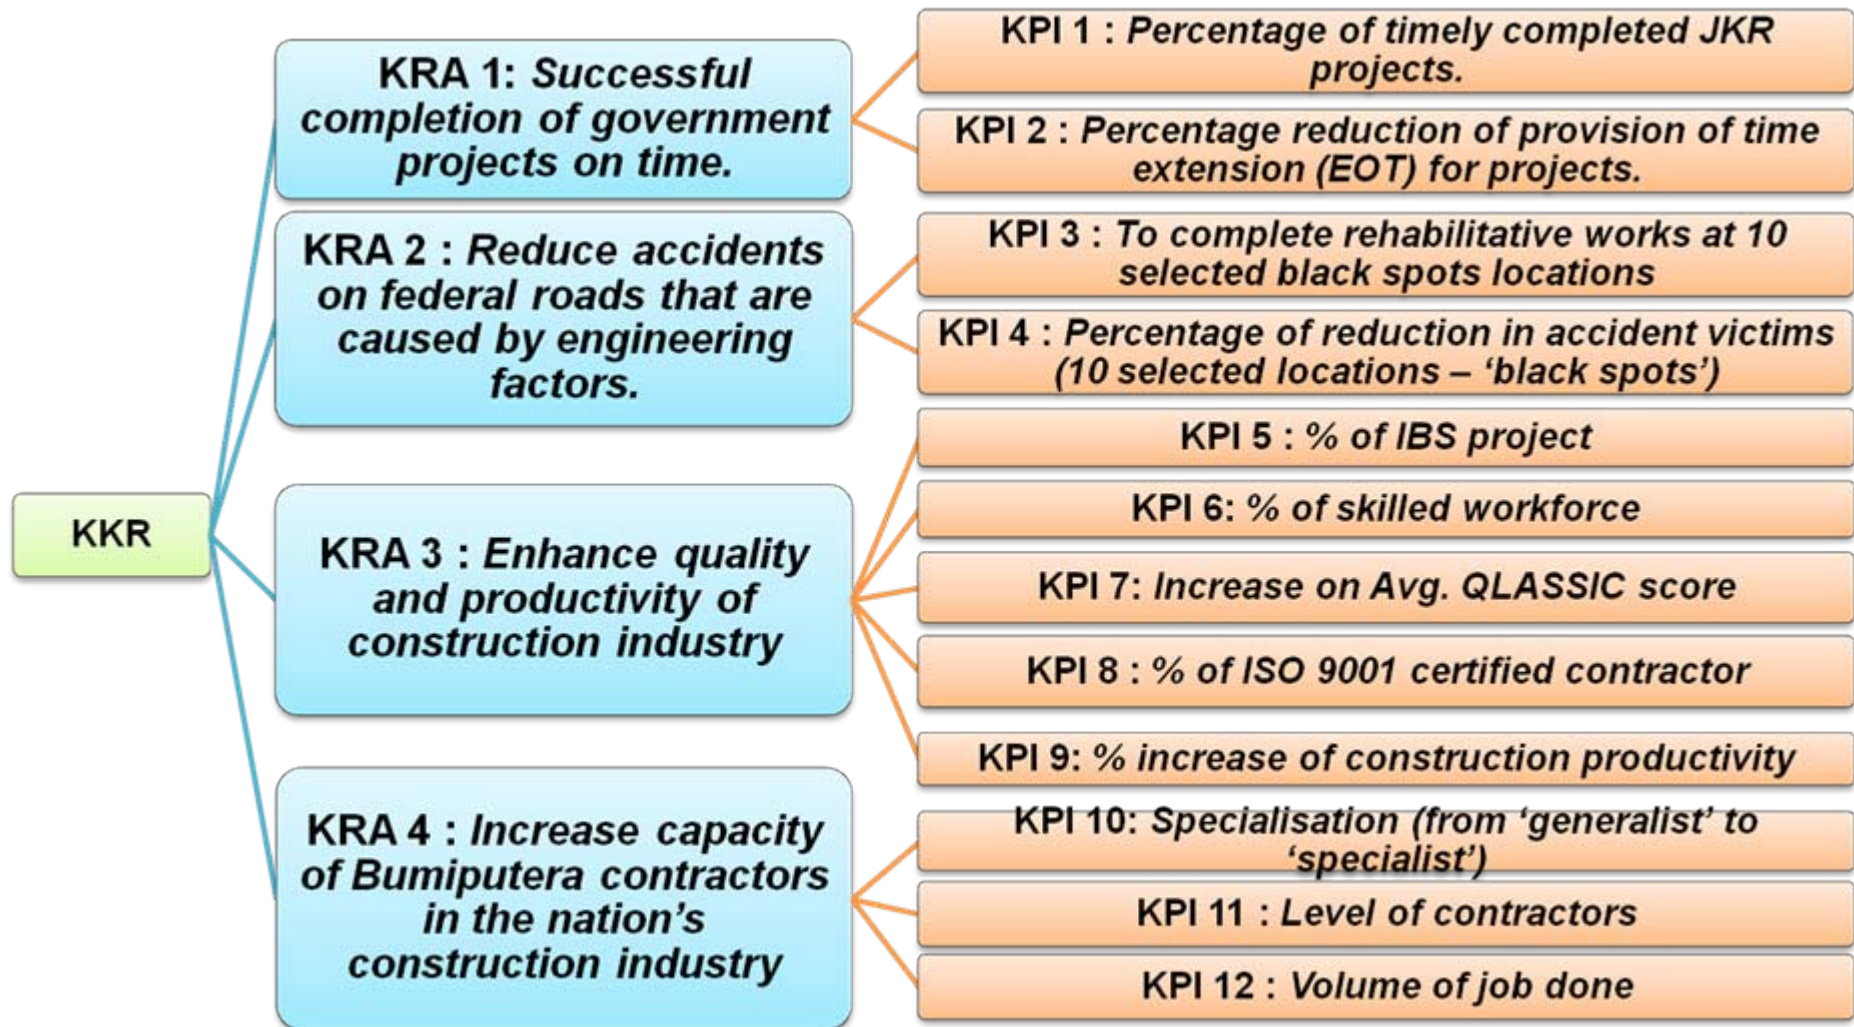 KKR
KRA 1: Successful
completion of government
projects on time.
KPI 1 : Percentage of timely completed JKR
projects.
KPI 2 : Percentage reduction of provision of time
extension (EOT) for projects.
KRA 2 : Reduce accidents
on federal roads that are
caused by engineering
factors.
KPI 3 : To complete rehabilitative works at 10
selected black spots locations
KPI 4 : Percentage of reduction in accident victims
(10 selected locations – ‘black spots’)
KRA 3 : Enhance quality
and productivity of
construction industry
KPI 5 : % of IBS project
KPI 6: % of skilled workforce
KPI 7: Increase on Avg. QLASSIC score
KPI 8 : % of ISO 9001 certified contractor
KPI 9: % increase of construction productivity
KRA 4 : Increase capacity
of Bumiputera contractors
in the nation’s
construction industry
KPI 10: Specialisation (from ‘generalist’ to
‘specialist’)
KPI 11 : Level of contractors
KPI 12 : Volume of job done